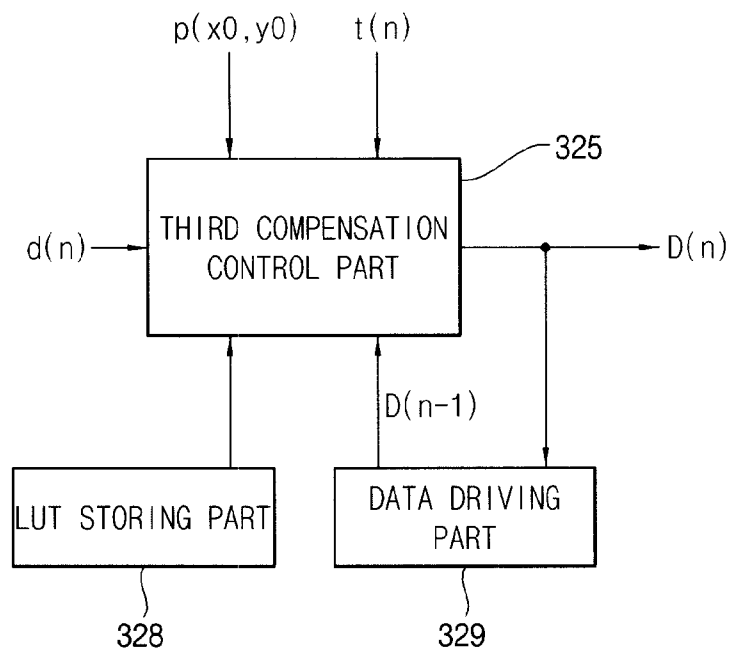 p(x0,y0)
t(n)
325
d(n)
THIRD COMPENSATION
CONTROL PART
D(n)
D(n-1)
LUT STORING PART
DATA DRIVING
PART
328
329